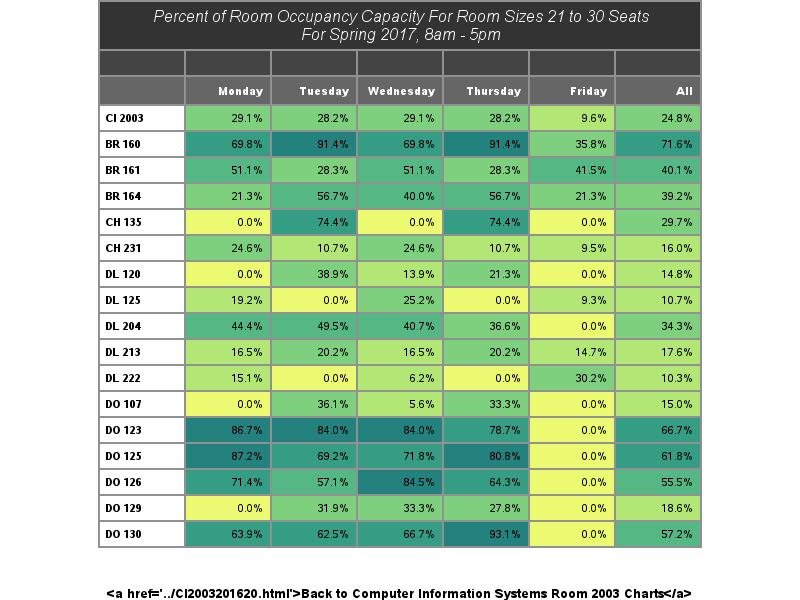 Percent of Room Occupancy Capacity For Room Sizes 21 to 30 Seats
For Spring 2017, 8am - 5pm
Monday Tuesday Wednesday Thursday Friday All
CI 2003 29.1% 28.2% 29.1% 28.2% 9.6% 24.8%
BR 160 69.8% 91.4% 69.8% 91.4% 35.8% 71.6%
BR 161 51.1% 28.3% 51.1% 28.3% 41.5% 40.1%
BR 164 21.3% 56.7% 40.0% 56.7% 21.3% 39.2%
CH 135 0.0% 74.4% 0.0% 74.4% 0.0% 29.7%
CH 231 24.6% 10.7% 24.6% 10.7% 9.5% 16.0%
DL 120 0.0% 38.9% 13.9% 21.3% 0.0% 14.8%
DL 125 19.2% 0.0% 25.2% 0.0% 9.3% 10.7%
DL 204 44.4% 49.5% 40.7% 36.6% 0.0% 34.3%
DL 213 16.5% 20.2% 16.5% 20.2% 14.7% 17.6%
DL 222 15.1% 0.0% 6.2% 0.0% 30.2% 10.3%
DO 107 0.0% 36.1% 5.6% 33.3% 0.0% 15.0%
DO 123 86.7% 84.0% 84.0% 78.7% 0.0% 66.7%
DO 125 87.2% 69.2% 71.8% 80.8% 0.0% 61.8%
DO 126 71.4% 57.1% 84.5% 64.3% 0.0% 55.5%
DO 129 0.0% 31.9% 33.3% 27.8% 0.0% 18.6%
DO 130 63.9% 62.5% 66.7% 93.1% 0.0% 57.2%
<a href='../CI2003201620.html'>Back to Computer Information Systems Room 2003 Charts</a>